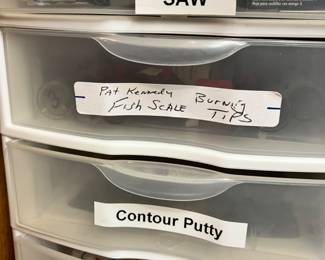 SAW
Pat Kennedy
Fish Scale Burning
Tips
Contour Putty